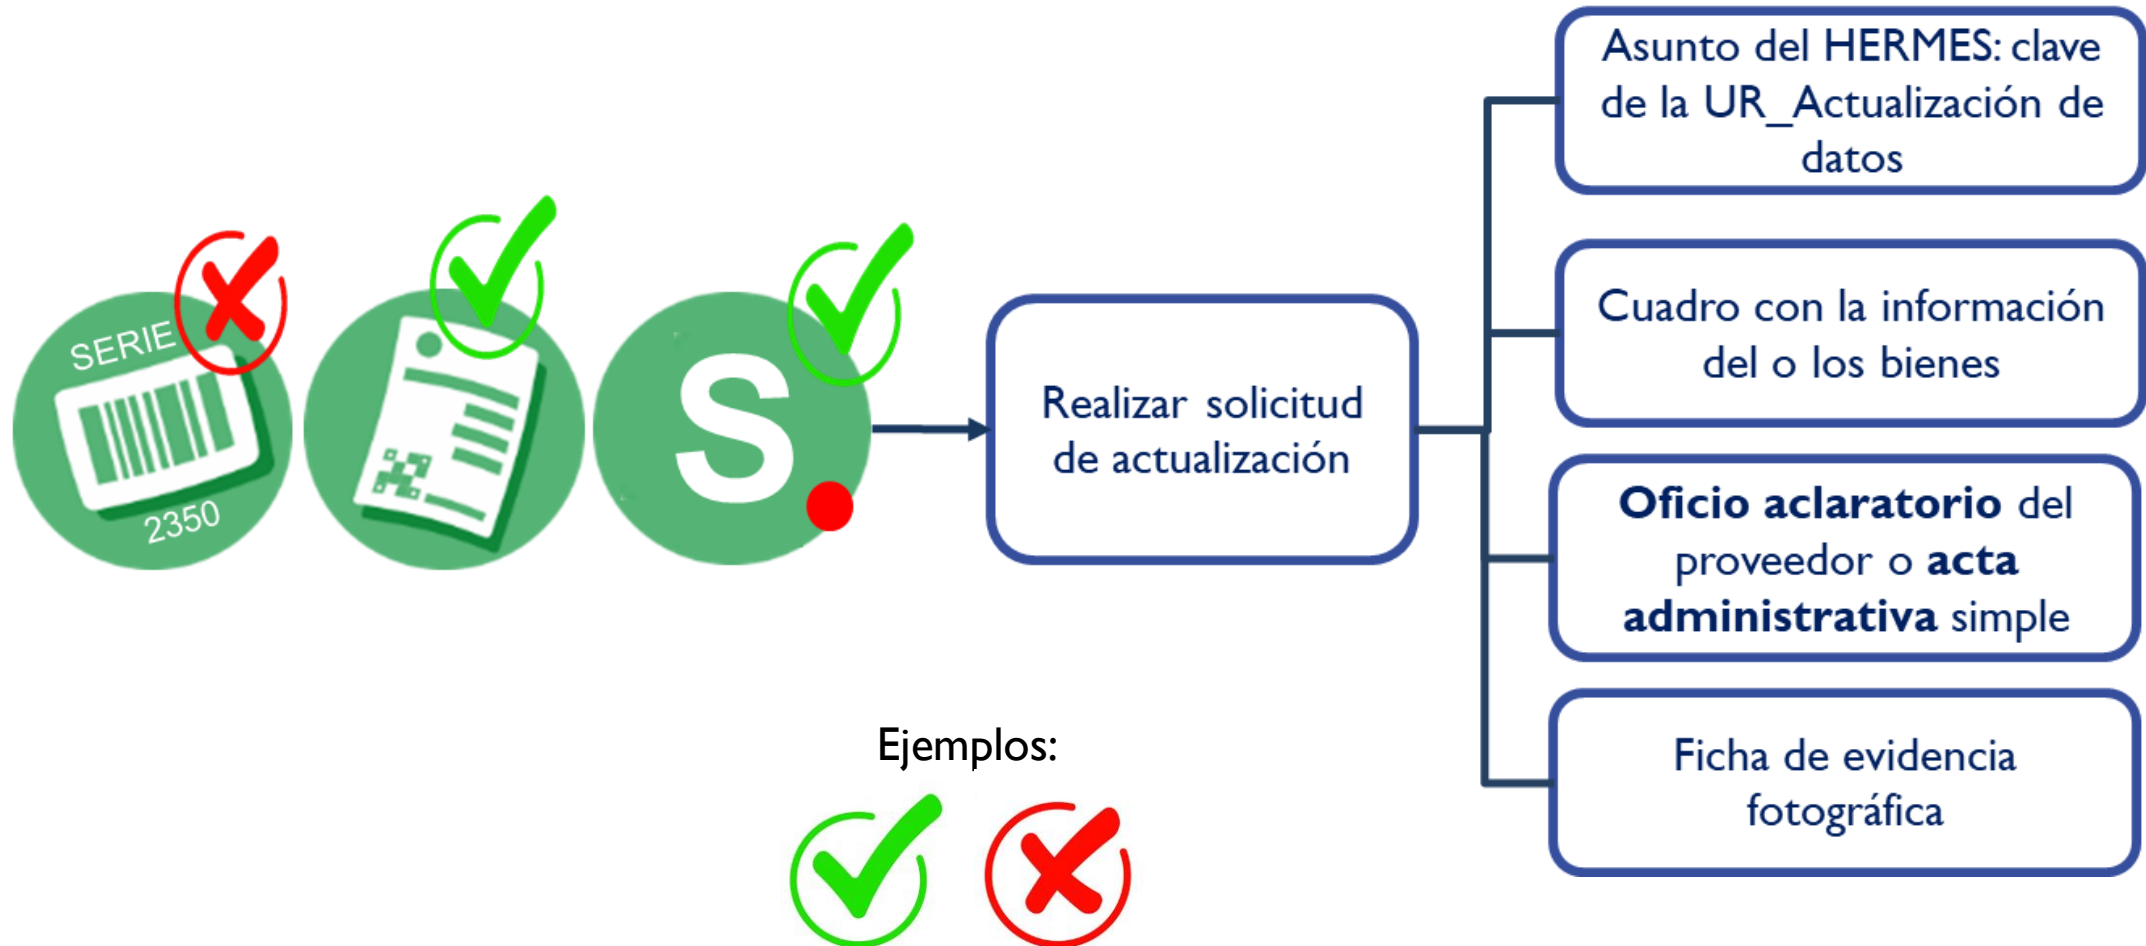 SERIE
2350
S
Realizar solicitud
de actualización
Asunto del HERMES: clave
de la UR_Actualización de
datos
Cuadro con la información
del o los bienes
Oficio aclaratorio del
proveedor o acta
administrativa simple
Ficha de evidencia
fotográfica
Ejemplos: